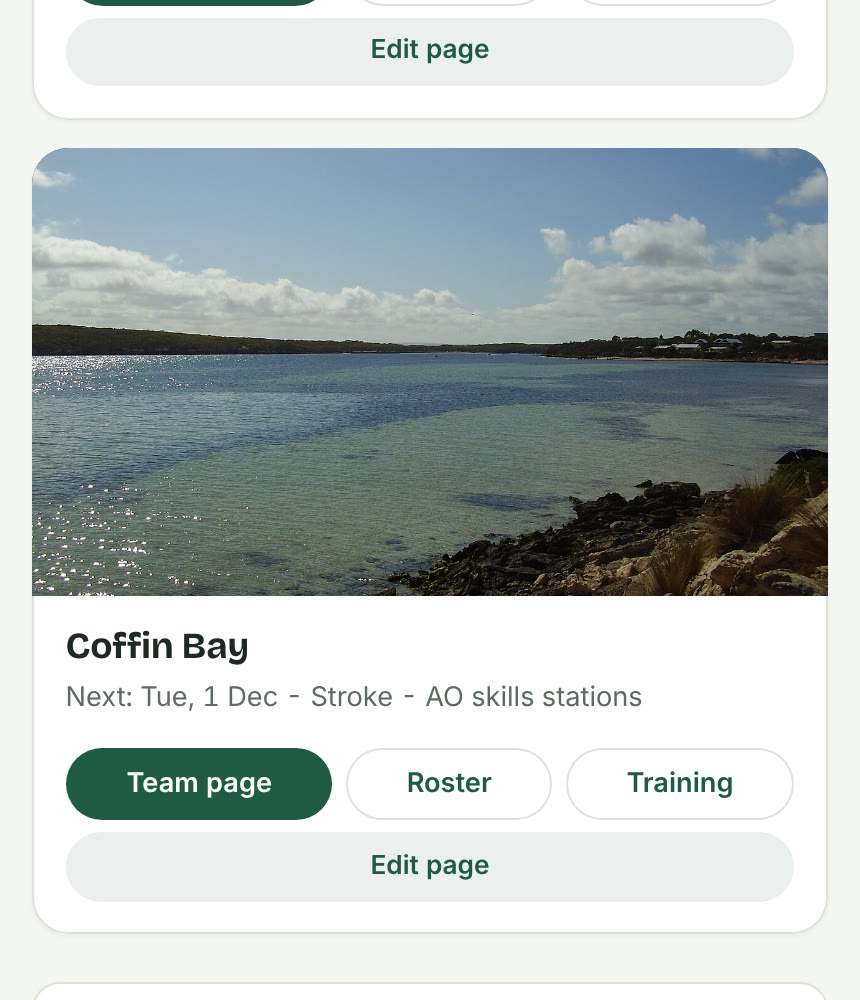 Edit page
Coffin Bay
Next: Tue, 1 Dec - Stroke - AO skills stations
Team page Roster Training
Edit page